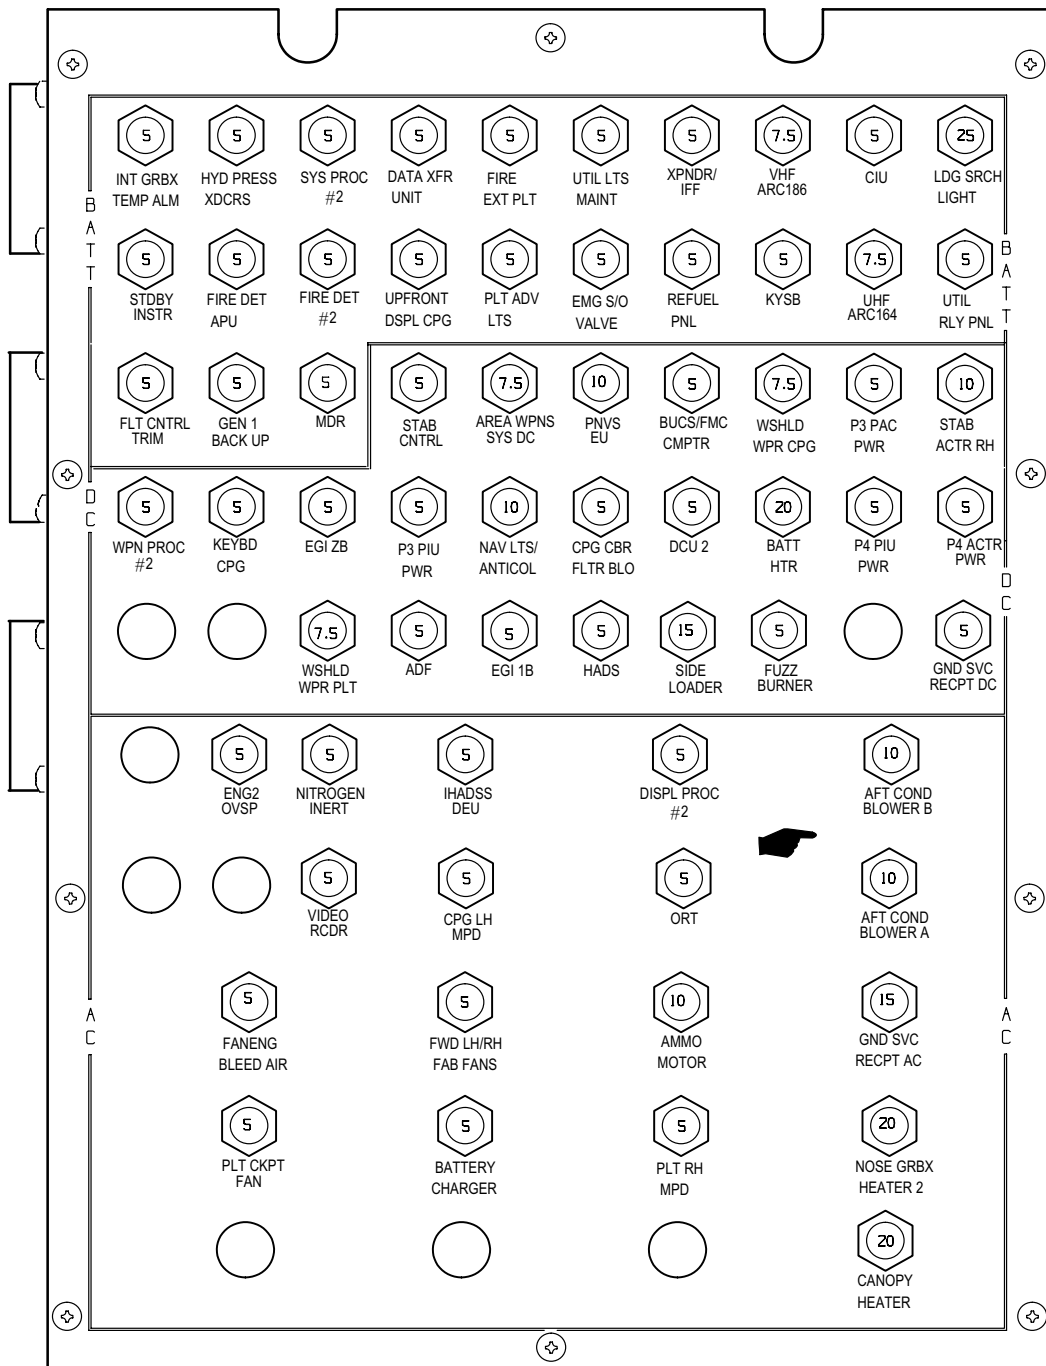 5 5 5 5 5 5 5 7.5 5 25
INT GRBX HYD PRESS SYS PROC DATA XFR FIRE UTIL LTS XPNDR/ VHF CIU LDG SRCH
TEMP ALM XDCRS #2 UNIT EXT PLT MAINT IFF ARC186 LIGHT
BATT
BATT
5 5 5 5 5 5 5 5 7.5 5
STDBY FIRE DET FIRE DET UPFRONT PLT ADV EMG S/O REFUEL KYSB UHF UTIL
INSTR APU #2 DSPL CPG LTS VALVE PNL ARC164 RLY PNL
5 5 5 5 7.5 10 5 7.5 5 10
FLT CNTRL GEN 1 MDR STAB AREA WPNS PNVS BUCS/FMC WSHLD P3 PAC STAB
TRIM BACK UP CNTRL SYS DC EU CMPTR WPR CPG PWR ACTR RH
DC
DC
5 5 5 5 10 5 5 20 5 5
WPN PROC KEYBD EGI ZB P3 PIU NAV LTS/ CPG CBR DCU 2 BATT P4 PIU P4 ACTR
#2 CPG PWR ANTICOL FLTR BLO HTR PWR PWR
7.5 5 5 5 15 5 5
WSHLD ADF EGI 1B HADS SIDE FUZZ GND SVC
WPR PLT LOADER BURNER RECPT DC
5 5 5 5 10
ENG2 NITROGEN IHADSS DISPL PROC AFT COND
OVSP INERT DEU #2 BLOWER B
5 5 5 10
VIDEO CPG LH ORT AFT COND
RCDR MPD BLOWER A
AC
AC
5 5 10 15
FANENG FWD LH/RH AMMO GND SVC
BLEED AIR FAB FANS MOTOR RECPT AC
5 5 5 20
PLT CKPT BATTERY PLT RH NOSE GRBX
FAN CHARGER MPD HEATER 2
20
CANOPY
HEATER